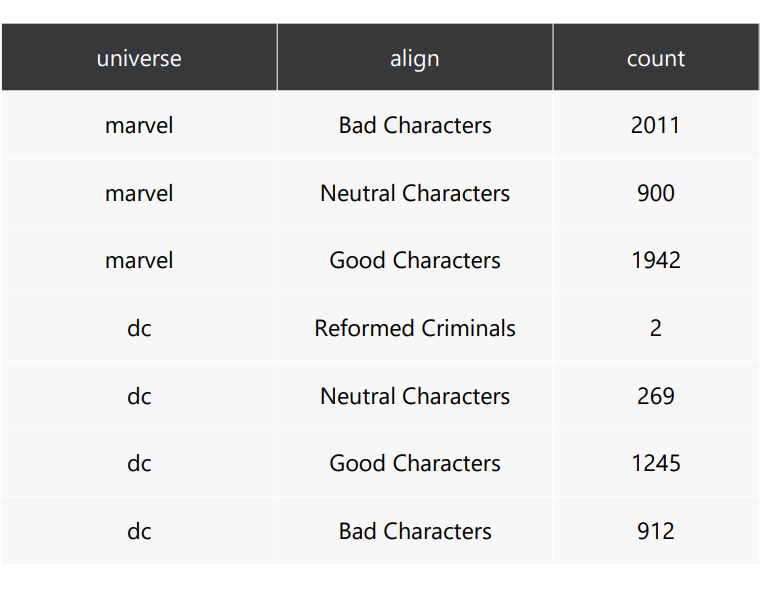 universe align count
marvel Bad Characters 2011
marvel Neutral Characters 900
marvel Good Characters 1942
dc Reformed Criminals 2
dc Neutral Characters 269
dc Good Characters 1245
dc Bad Characters 912